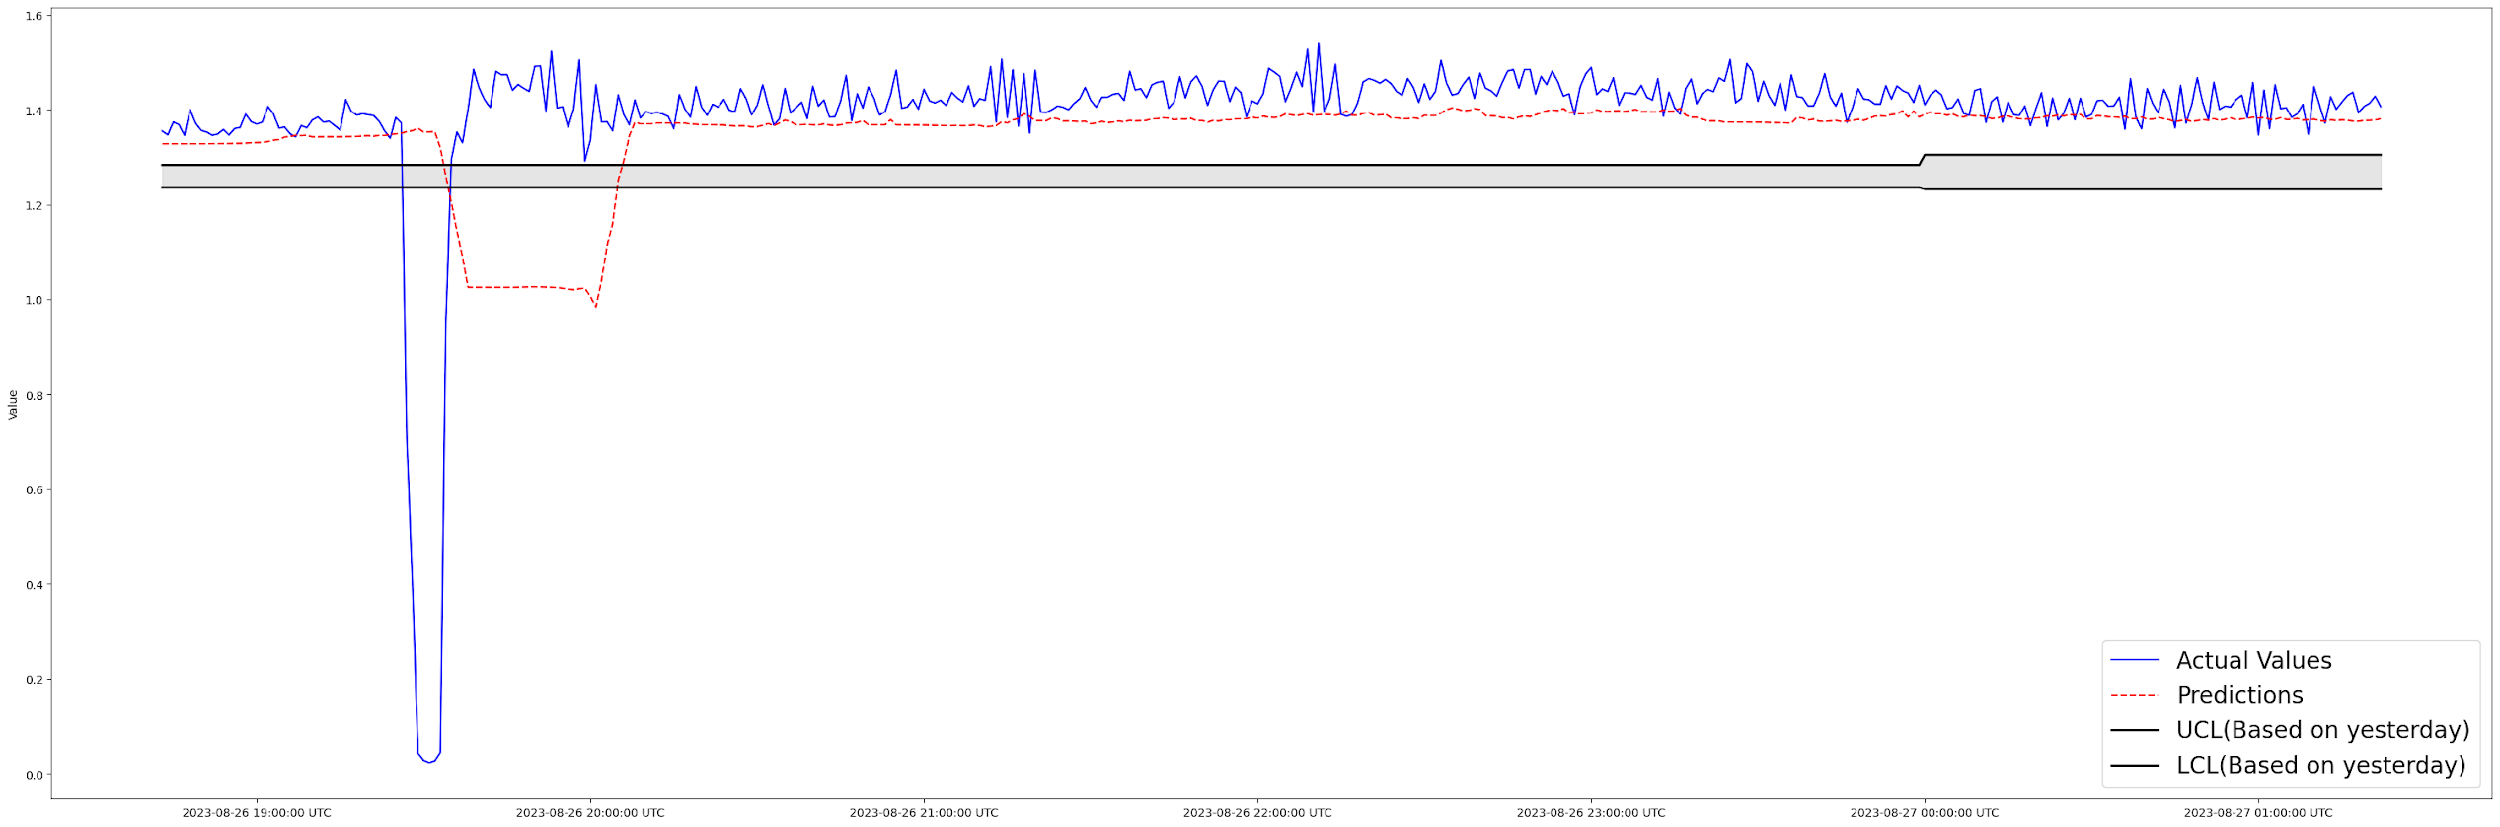 1.6
1.4
1.2
1.0
0.8
0.6
0.4
0.2
0.0
Value
2023-08-26 19:00:00 UTC
2023-08-26 20:00:00 UTC
2023-08-26 21:00:00 UTC
2023-08-26 22:00:00 UTC
2023-08-26 23:00:00 UTC
2023-08-27 00:00:00 UTC
2023-08-27 01:00:00 UTC
Actual Values
Predictions
UCL(Based on yesterday)
LCL(Based on yesterday)